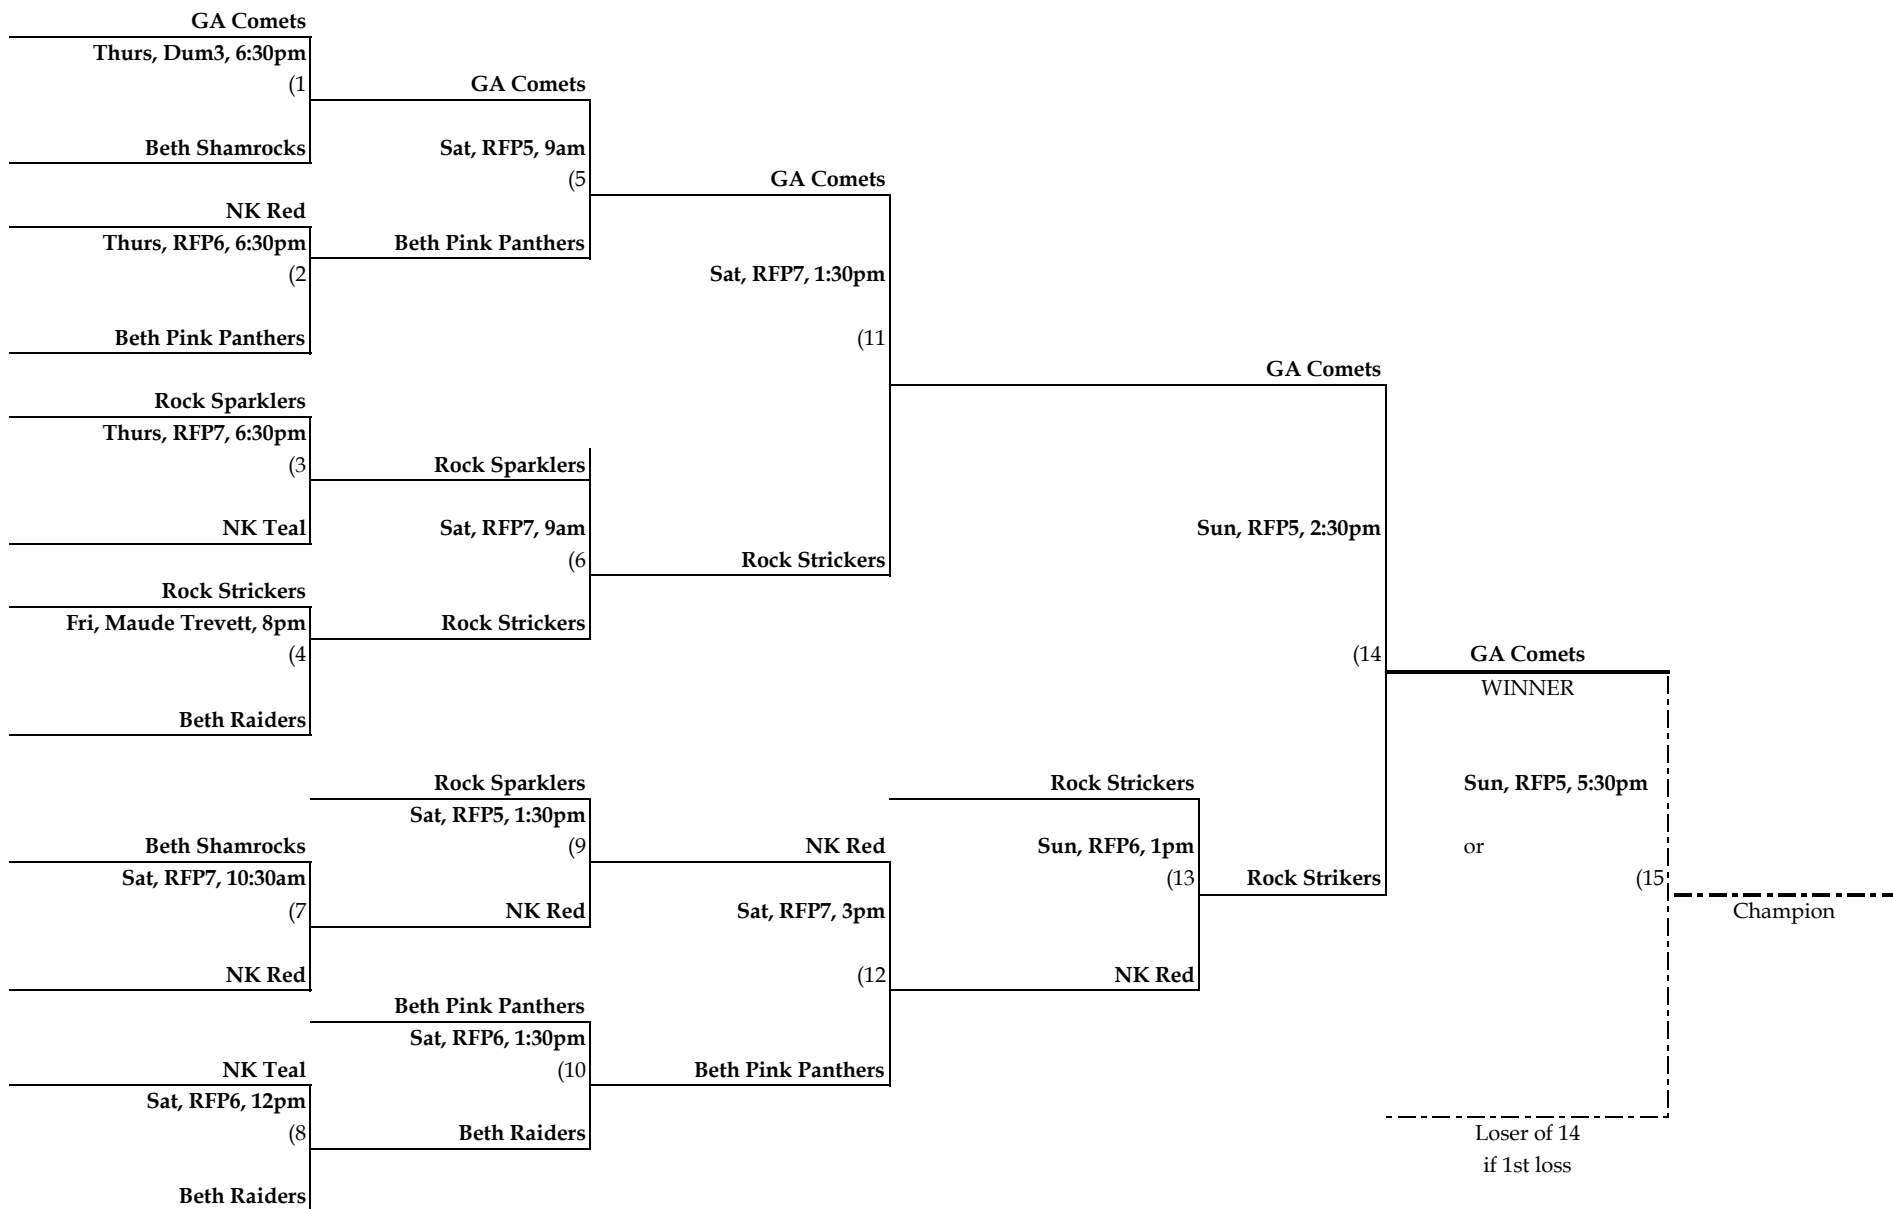 GA Comets
Thurs, Dum3, 6:30pm
(1
GA Comets
Beth Shamrocks
Sat, RFP5, 9am
(5
GA Comets
NK Red
Thurs, RFP6, 6:30pm
Beth Pink Panthers
(2
Sat, RFP7, 1:30pm
Beth Pink Panthers
(11
GA Comets
Rock Sparklers
Thurs, RFP7, 6:30pm
(3
Rock Sparklers
NK Teal
Sat, RFP7, 9am
Sun, RFP5, 2:30pm
(6
Rock Strickers
Rock Strickers
Fri, Maude Trevett, 8pm
Rock Strickers
(4
(14
GA Comets
WINNER
Beth Raiders
Rock Sparklers
Rock Strickers
Sun, RFP5, 5:30pm
Sat, RFP5, 1:30pm
Beth Shamrocks
(9
NK Red
Sun, RFP6, 1pm
or
Sat, RFP7, 10:30am
(13
Rock Strikers
(15
(7
NK Red
Sat, RFP7, 3pm
Champion
NK Red
(12
NK Red
Beth Pink Panthers
Sat, RFP6, 1:30pm
NK Teal
(10
Beth Pink Panthers
Sat, RFP6, 12pm
(8
Beth Raiders
Loser of 14
if 1st loss
Beth Raiders